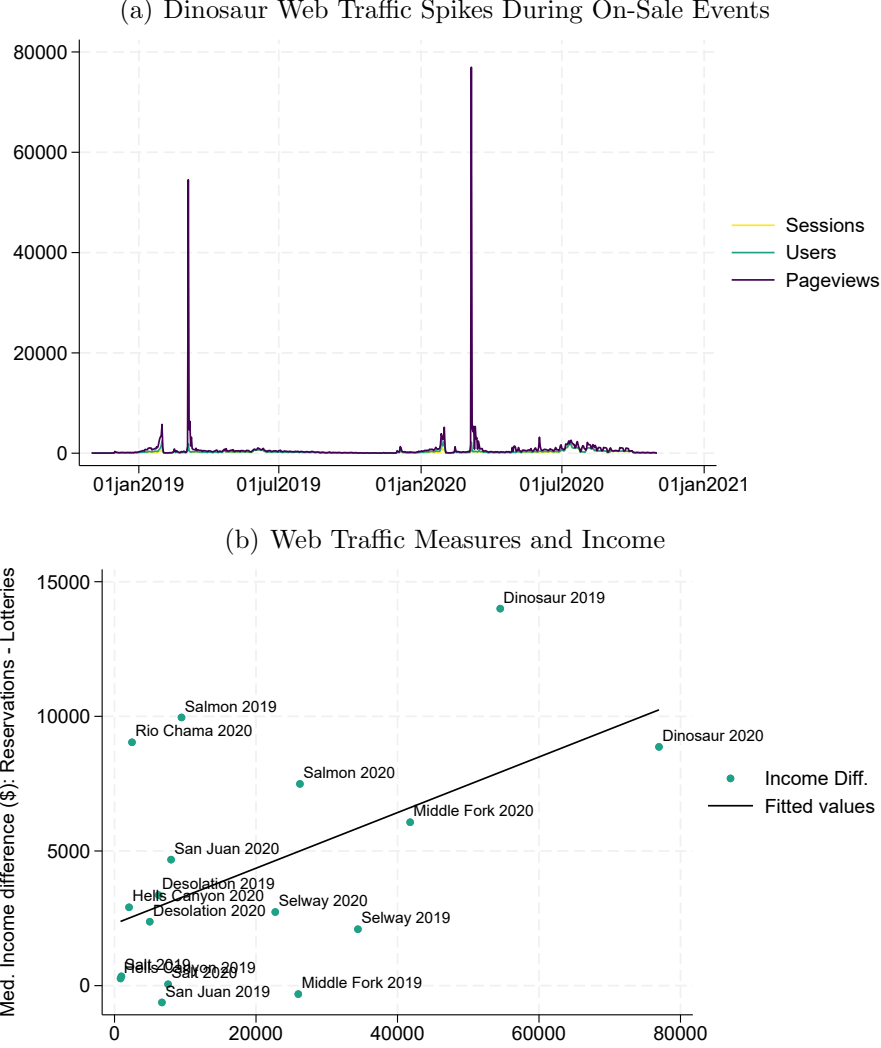 (a) Dinosaur Web Traffic Spikes During On-Sale Events
80000
60000
40000
20000
0
01jan2019
01jul2019
01jan2020
01jul2020
01jan2021
Sessions
Users
Pageviews
(b) Web Traffic Measures and Income
Med. Income difference ($): Reservations - Lotteries
15000
10000
5000
0
Dinosaur 2019
Salmon 2019
Rio Chama 2020
Dinosaur 2020
Salmon 2020
Middle Fork 2020
San Juan 2020
Desolation 2019
Hells Canyon 2020
Desolation 2020
Selway 2020
Selway 2019
Salt 2019
Hells Canyon 2019
Salt 2020
San Juan 2019
Middle Fork 2019
0
20000
40000
60000
80000
Income Diff.
Fitted values